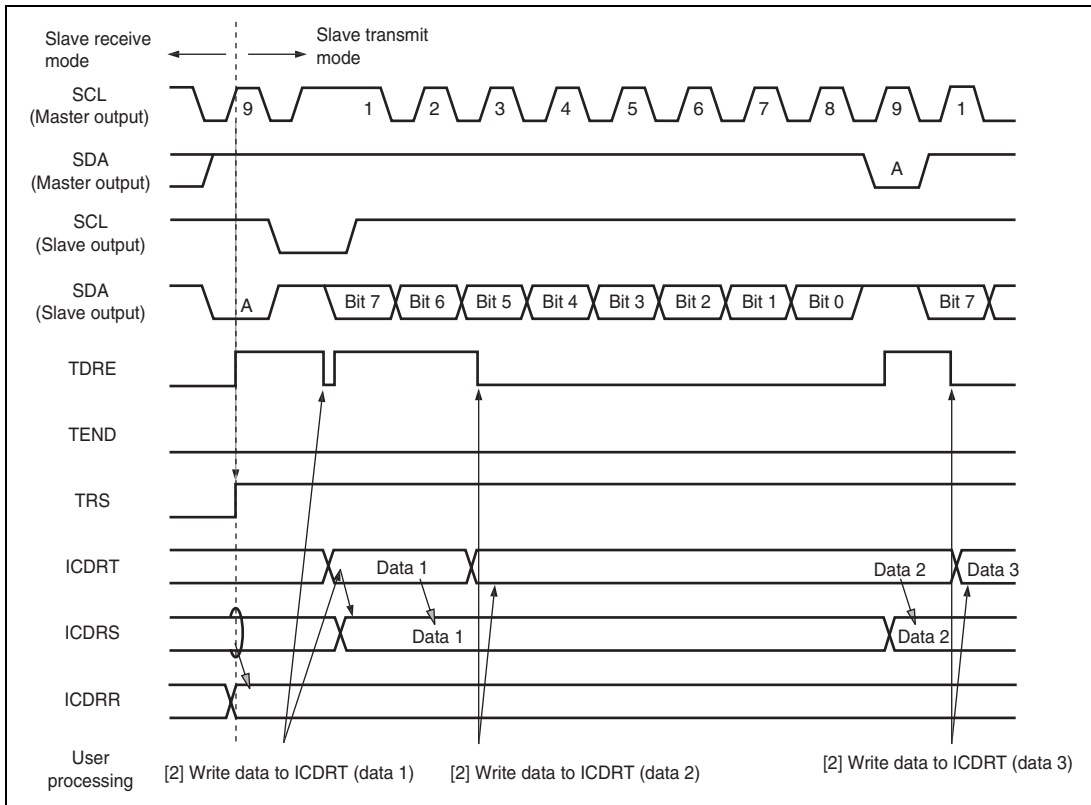 Slave receive
mode
Slave transmit
mode
SCL
(Master output)
9 1 2 3 4 5 6 7 8 9 1
SDA
(Master output)
A
SCL
(Slave output)
SDA
(Slave output)
A Bit 7 Bit 6 Bit 5 Bit 4 Bit 3 Bit 2 Bit 1 Bit 0 Bit 7
TDRE
TEND
TRS
ICDRT
Data 1 Data 2 Data 3
ICDRS
Data 1 Data 2
ICDRR
User
processing
[2] Write data to ICDRT (data 1) [2] Write data to ICDRT (data 2) [2] Write data to ICDRT (data 3)